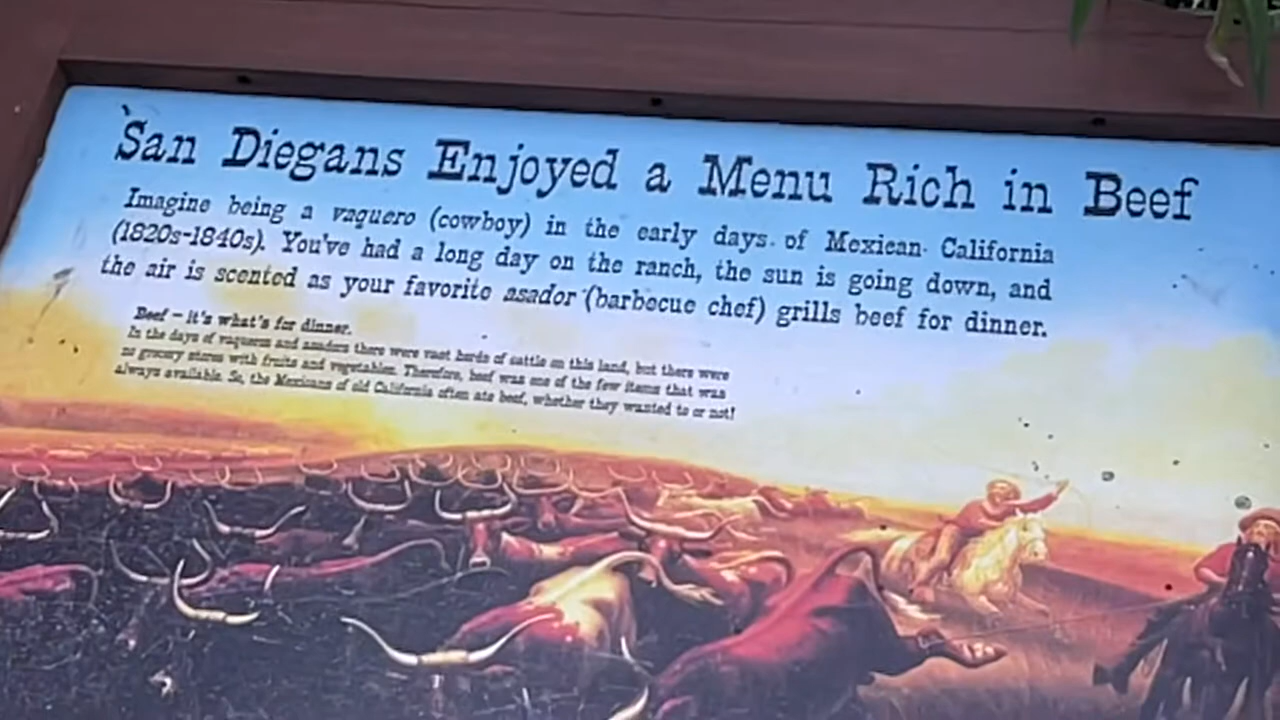 San Diegans Enjoyed a Menu Rich in Beef
Imagine being a vaquero (cowboy) in the early days of Mexican California
(1820s-1840s). You've had a long day on the ranch, the sun is going down, and
the air is scented as your favorite asador (barbecue chef) grills beef for dinner.
Beef – it's what's for dinner.
In the days of vaqueros and asadors there were vast herds of cattle on this land, but there were
no grocery stores with fruits and vegetables. Therefore, beef was one of the few items that was
always available. So, the Mexicans of old California often ate beef, whether they wanted to or not!